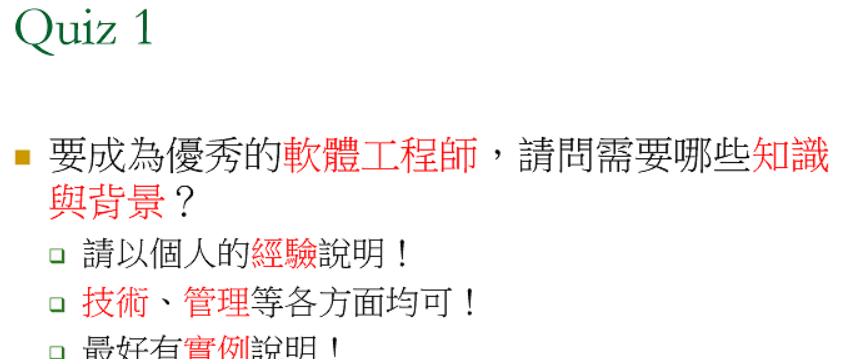 Quiz 1
要成為優秀的軟體工程師，請問需要哪些知識
與背景？
請以個人的經驗說明！
技術、管理等各方面均可！
最好有實例說明！